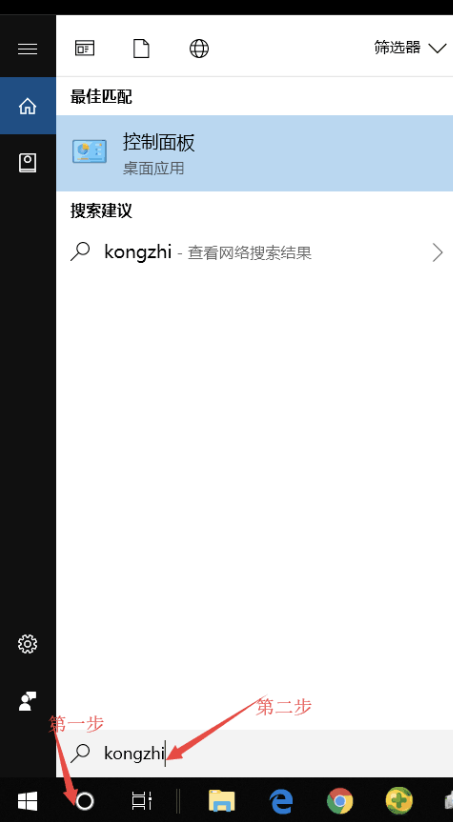 筛选器
最佳匹配
控制面板
桌面应用
搜索建议
kongzhi - 查看网络搜索结果
第二步
第一步
kongzhi